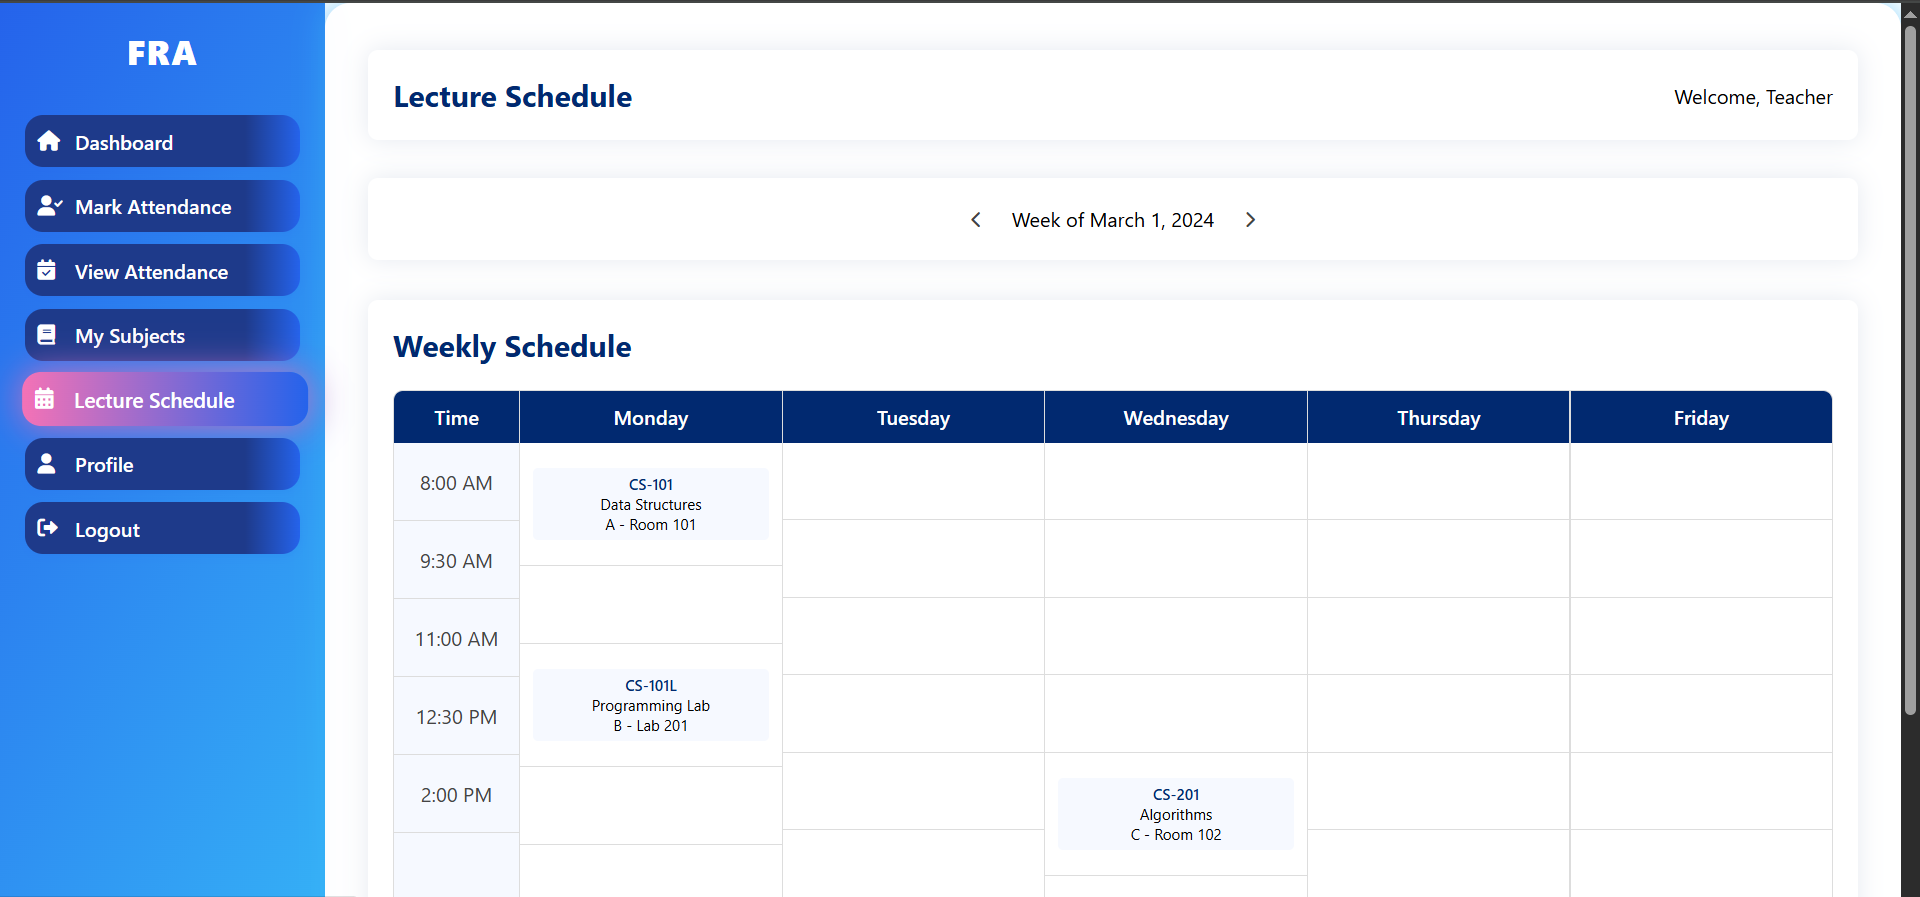 FRA
Dashboard
Mark Attendance
View Attendance
My Subjects
Lecture Schedule
Profile
Logout
Lecture Schedule
Welcome, Teacher
Week of March 1, 2024
Weekly Schedule
Time Monday Tuesday Wednesday Thursday Friday
8:00 AM
CS-101
Data Structures
A - Room 101
9:30 AM
11:00 AM
CS-101L
Programming Lab
B - Lab 201
12:30 PM
2:00 PM
CS-201
Algorithms
C - Room 102